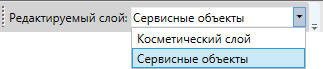 Редактируемый слой: Сервисные объекты
Косметический слой
Сервисные объекты